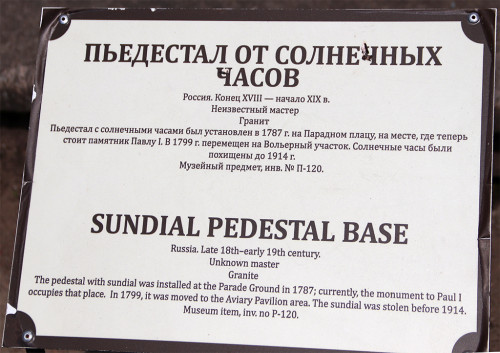 ПЬЕДЕСТАЛ ОТ СОЛНЕЧНЫХ
ЧАСОВ
Россия. Конец XVIII — начало XIX в.
Неизвестный мастер
Гранит
Пьедестал с солнечными часами был установлен в 1787 г. на Парадном плацу, на месте, где теперь
стоит памятник Павлу I. В 1799 г. перемещен на Вольерный участок. Солнечные часы были
похищены до 1914 г.
Музейный предмет, инв. № П-120.
SUNDIAL PEDESTAL BASE
Russia. Late 18th–early 19th century.
Unknown master
Granite
The pedestal with sundial was installed at the Parade Ground in 1787; currently, the monument to Paul I
occupies that place. In 1799, it was moved to the Aviary Pavilion area. The sundial was stolen before 1914.
Museum item, inv. no P-120.